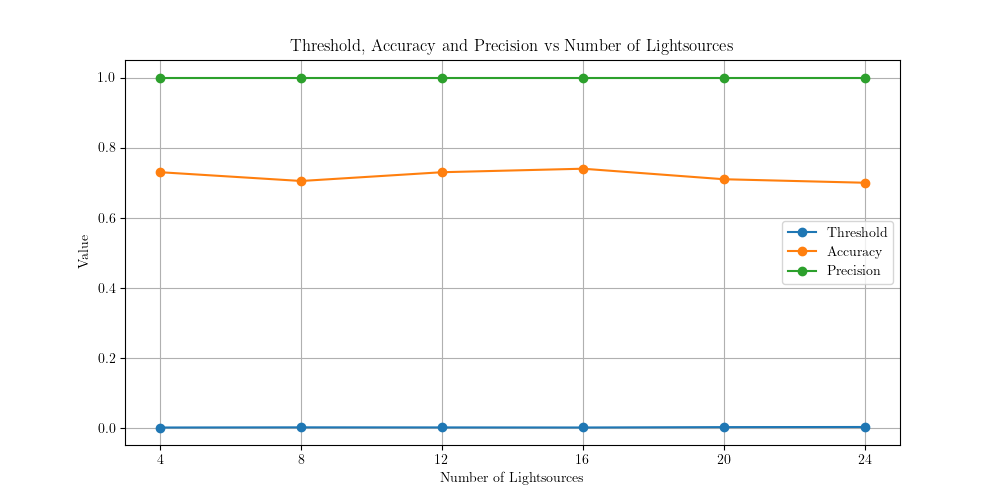 Threshold, Accuracy and Precision vs Number of Lightsources
Value
1.0
0.8
0.6
0.4
0.2
0.0
Threshold
Accuracy
Precision
4 8 12 16 20 24
Number of Lightsources